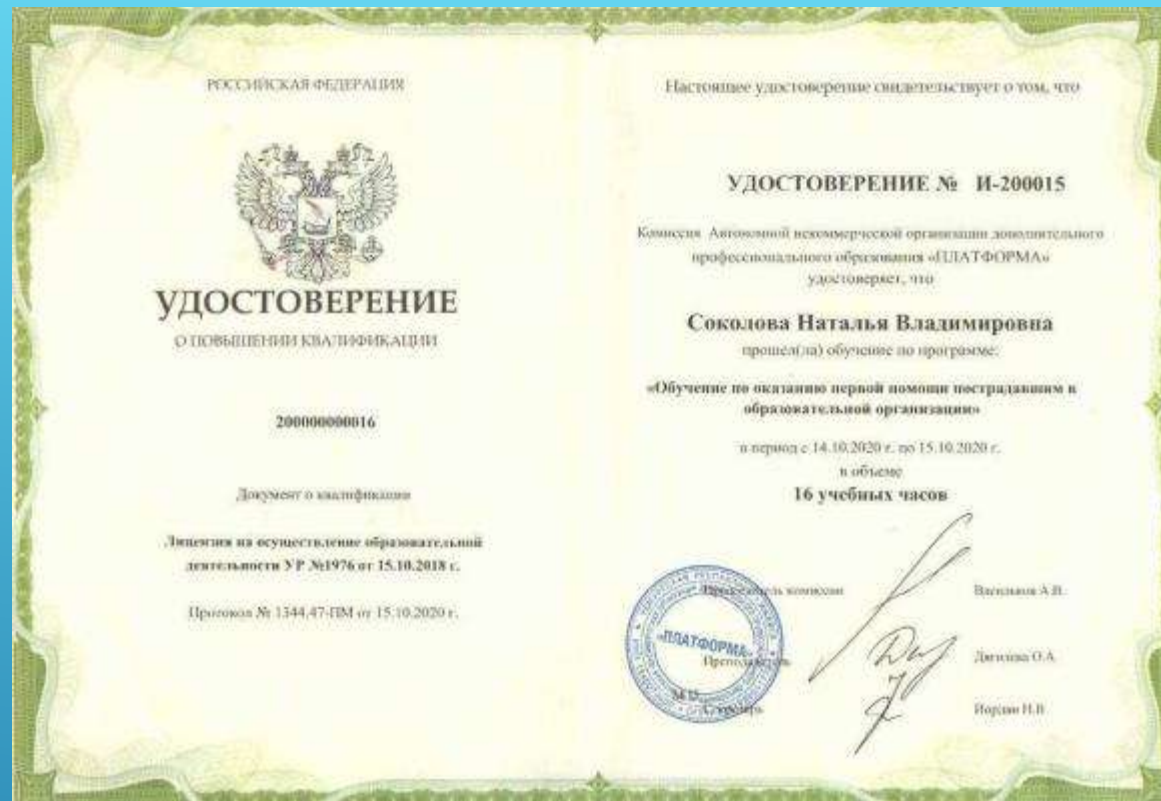 РОССИЙСКАЯ ФЕДЕРАЦИЯ
УДОСТОВЕРЕНИЕ
О ПОВЫШЕНИИ КВАЛИФИКАЦИИ
200000000016
Документ о квалификации
Лицензия на осуществление образовательной
деятельности УР №1976 от 15.10.2018 г.
Протокол № 1344.47-ПМ от 15.10.2020 г.
Настоящее удостоверение свидетельствует о том, что
УДОСТОВЕРЕНИЕ № И-200015
Комиссия Автономной некоммерческой организации дополнительного
профессионального образования «ПЛАТФОРМА»
удостоверяет, что
Соколова Наталья Владимировна
прошел(ла) обучение по программе:
«Обучение по оказанию первой помощи пострадавшим в
образовательной организации»
в период с 14.10.2020 г. по 15.10.2020 г.
в объеме
16 учебных часов
Председатель комиссии
«ПЛАТФОРМА»
Преподаватель
М.П.
Секретарь Йордан Н.В.